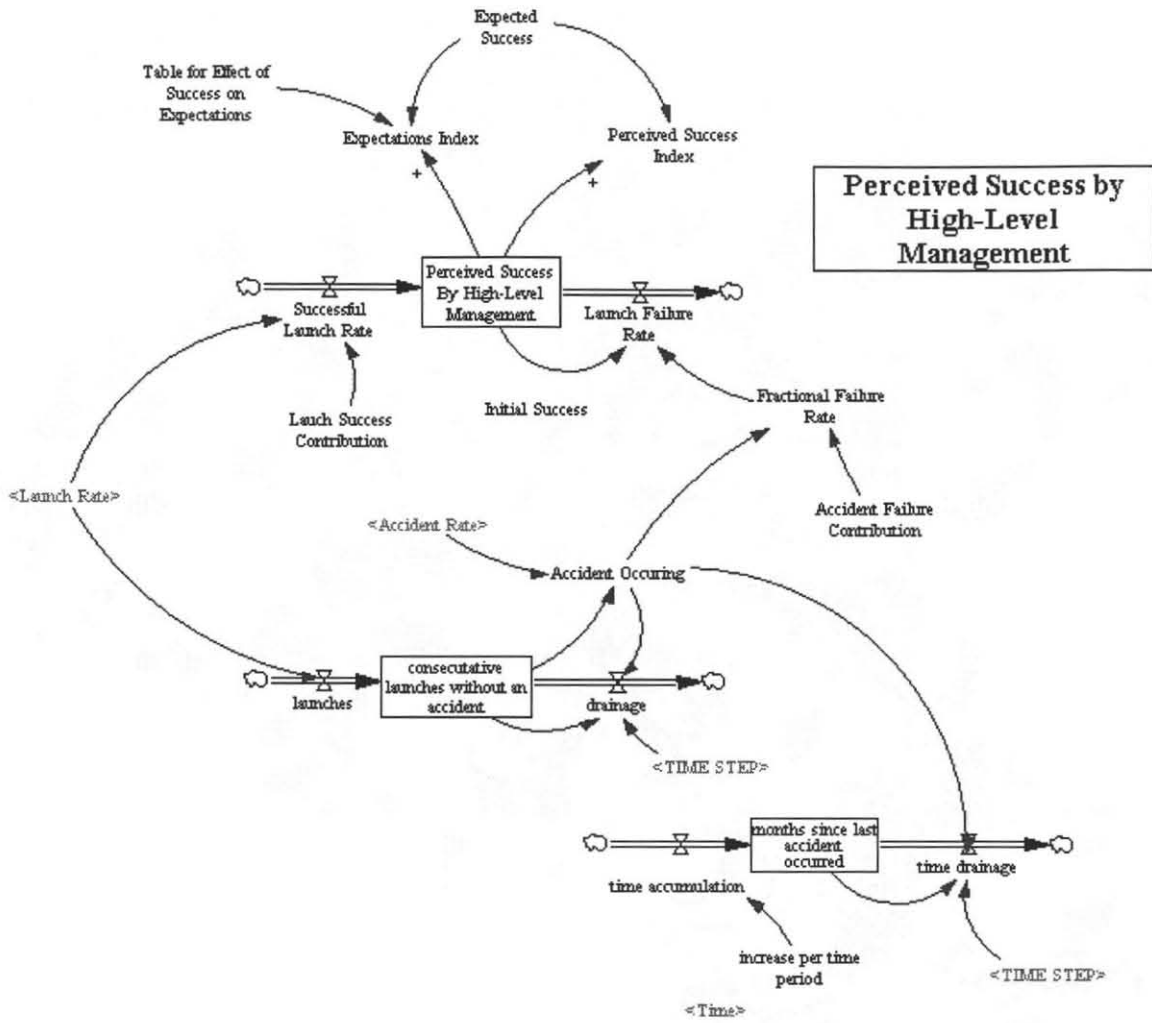 Expected
Success
Table for Effect of
Success on
Expectations
Expectations Index
Perceived Success
Index
+
+
Perceived Success by
High-Level
Management
Perceived Success
By High-Level
Management
Successful
Launch Rate
Launch Failure
Rate
Lauch Success
Contribution
Initial Success
Fractional Failure
Rate
<Launch Rate>
Accident Failure
Contribution
<Accident Rate>
Accident Occuring
consecutative
launches without an
accident
launches
drainage
<TIME STEP>
months since last
accident
occurred
time accumulation
time drainage
increase per time
period
<TIME STEP>
<Time>